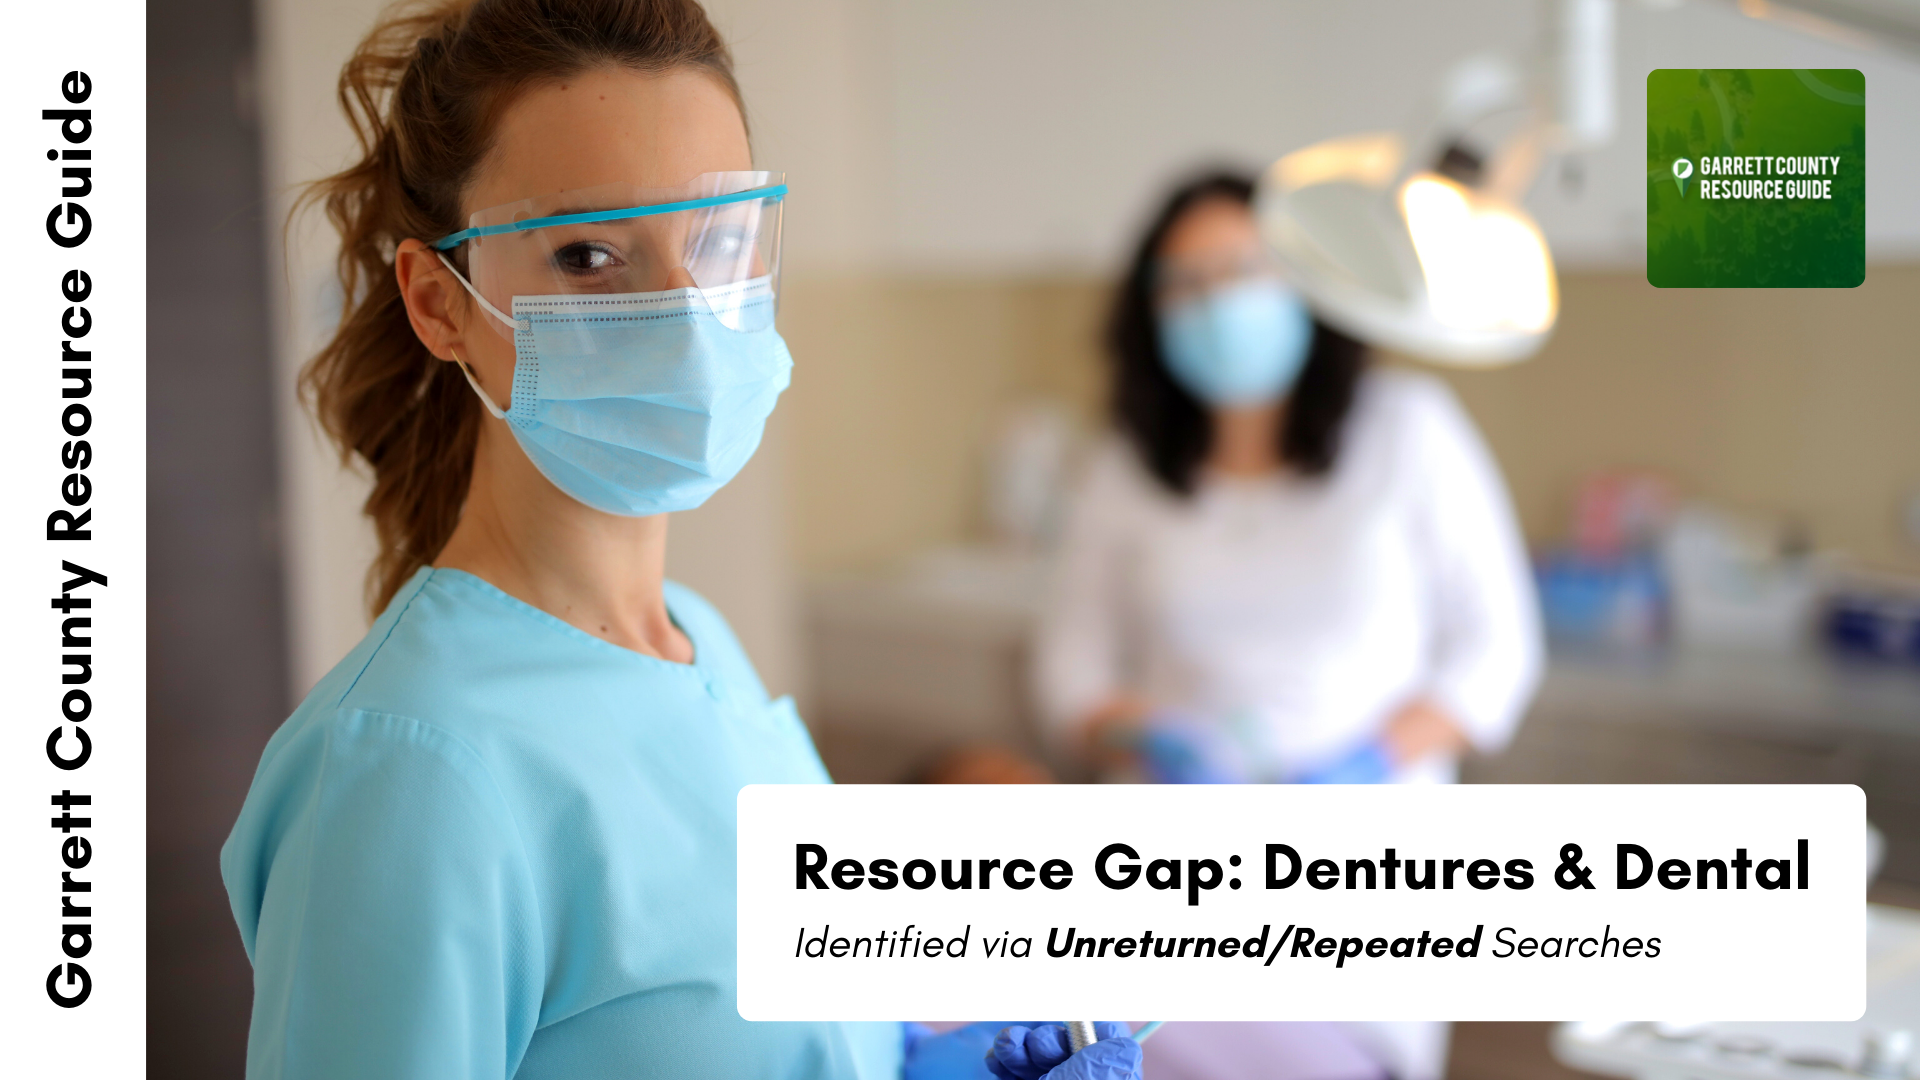 Garrett County Resource Guide
GARRETT COUNTY
RESOURCE GUIDE
Resource Gap: Dentures & Dental
Identified via Unreturned/Repeated Searches